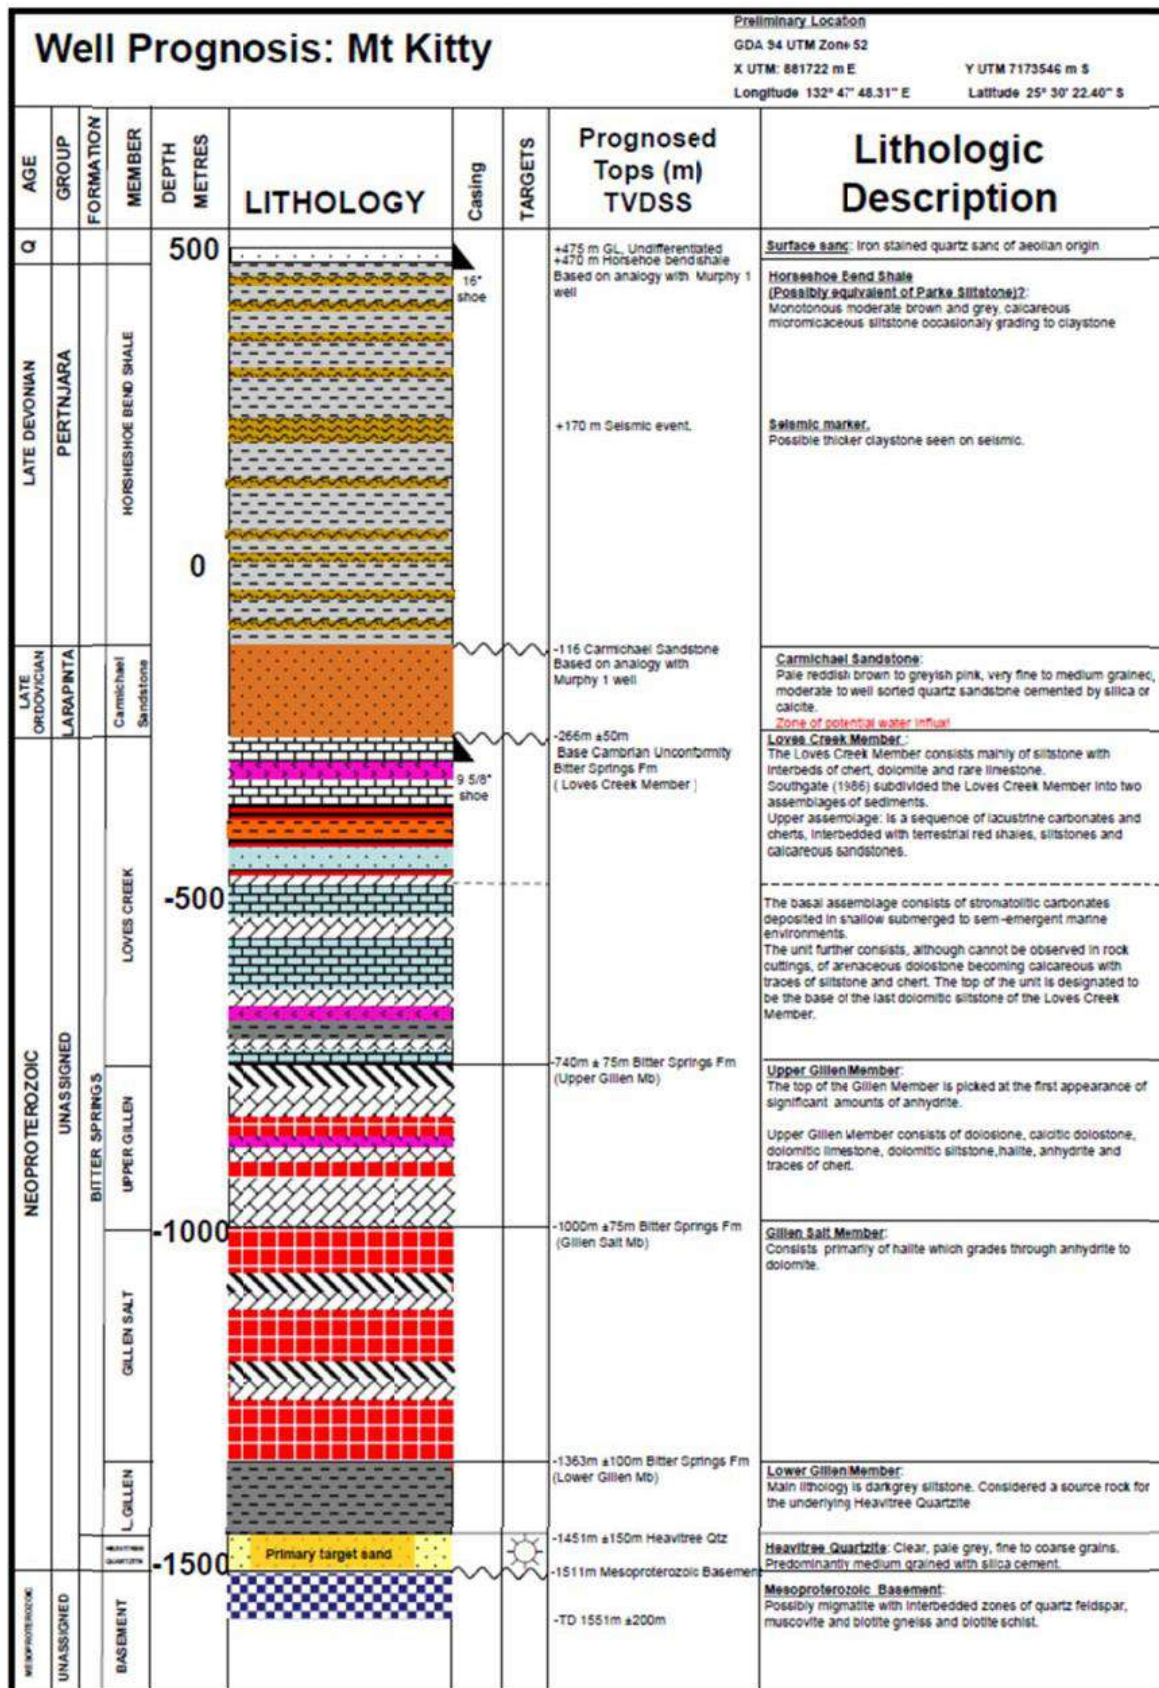 Well Prognosis: Mt Kitty
Preliminary Location
GDA 94 UTM Zone 52
X UTM: 881722 m E
Y UTM 7173546 m S
Longitude 132° 47' 48.31" E
Latitude 25° 30' 22.40" S
AGE
GROUP
FORMATION
MEMBER
DEPTH
METRES
LITHOLOGY
Casing
TARGETS
Prognosed
Tops (m)
TVDSS
Lithologic
Description
Q
500
+475 m GL, Undifferentiated
+470 m Horsehoe bendshale
Based on analogy with Murphy 1
well
16"
shoe
Surface sand: Iron stained quartz sand of aeolian origin
LATE DEVONIAN
PERTNJARA
HORSHESHOE BEND SHALE
Horseshoe Bend Shale
(Possibly equivalent of Parke Siltstone)?:
Monotonous moderate brown and grey, calcareous
micromicaceous siltstone occasionaly grading to claystone
+170 m Seismic event.
Seismic marker.
Possible thicker claystone seen on seismic.
0
LATE
ORDOVICIAN
LARAPINTA
Carmichael
Sandstone
-116 Carmichael Sandstone
Based on analogy with
Murphy 1 well
Carmichael Sandstone:
Pale reddish brown to greyish pink, very fine to medium grained,
moderate to well sorted quartz sandstone cemented by silica or
calcite.
Zone of potential water influx!
NEOPROTEROZOIC
UNASSIGNED
BITTER SPRINGS
LOVES CREEK
-266m ±50m
Base Cambrian Unconformity
Bitter Springs Fm
( Loves Creek Member )
9 5/8"
shoe
Loves Creek Member :
The Loves Creek Member consists mainly of siltstone with
interbeds of chert, dolomite and rare limestone.
Southgate (1986) subdivided the Loves Creek Member into two
assemblages of sediments.
Upper assemblage: is a sequence of lacustrine carbonates and
cherts, interbedded with terrestrial red shales, siltstones and
calcareous sandstones.
-500
The basal assemblage consists of stromatolitic carbonates
deposited in shallow submerged to semi-emergent marine
environments.
The unit further consists, although cannot be observed in rock
cuttings, of arenaceous dolostone becoming calcareous with
traces of siltstone and chert. The top of the unit is designated to
be the base of the last dolomitic siltstone of the Loves Creek
Member.
UPPER GILLEN
-740m ± 75m Bitter Springs Fm
(Upper Gillen Mb)
Upper Gillen Member:
The top of the Gillen Member is picked at the first appearance of
significant amounts of anhydrite.
Upper Gillen Member consists of dolostone, calcitic dolostone,
dolomitic limestone, dolomitic siltstone, halite, anhydrite and
traces of chert.
-1000
GILLEN SALT
-1000m ±75m Bitter Springs Fm
(Gillen Salt Mb)
Gillen Salt Member:
Consists primarily of halite which grades through anhydrite to
dolomite.
L. GILLEN
-1363m ±100m Bitter Springs Fm
(Lower Gillen Mb)
Lower Gillen Member:
Main lithology is darkgrey siltstone. Considered a source rock for
the underlying Heavitree Quartzite
HEAVITREE
QUARTZITE
-1500
Primary target sand
-1451m ±150m Heavitree Qtz
Heavitree Quartzite: Clear, pale grey, fine to coarse grains.
Predominantly medium grained with silica cement.
MESOPROTEROZOIC
UNASSIGNED
BASEMENT
-1511m Mesoproterozoic Basement
-TD 1551m ±200m
Mesoproterozoic Basement:
Possibly migmatite with interbedded zones of quartz feldspar,
muscovite and biotite gneiss and biotite schist.